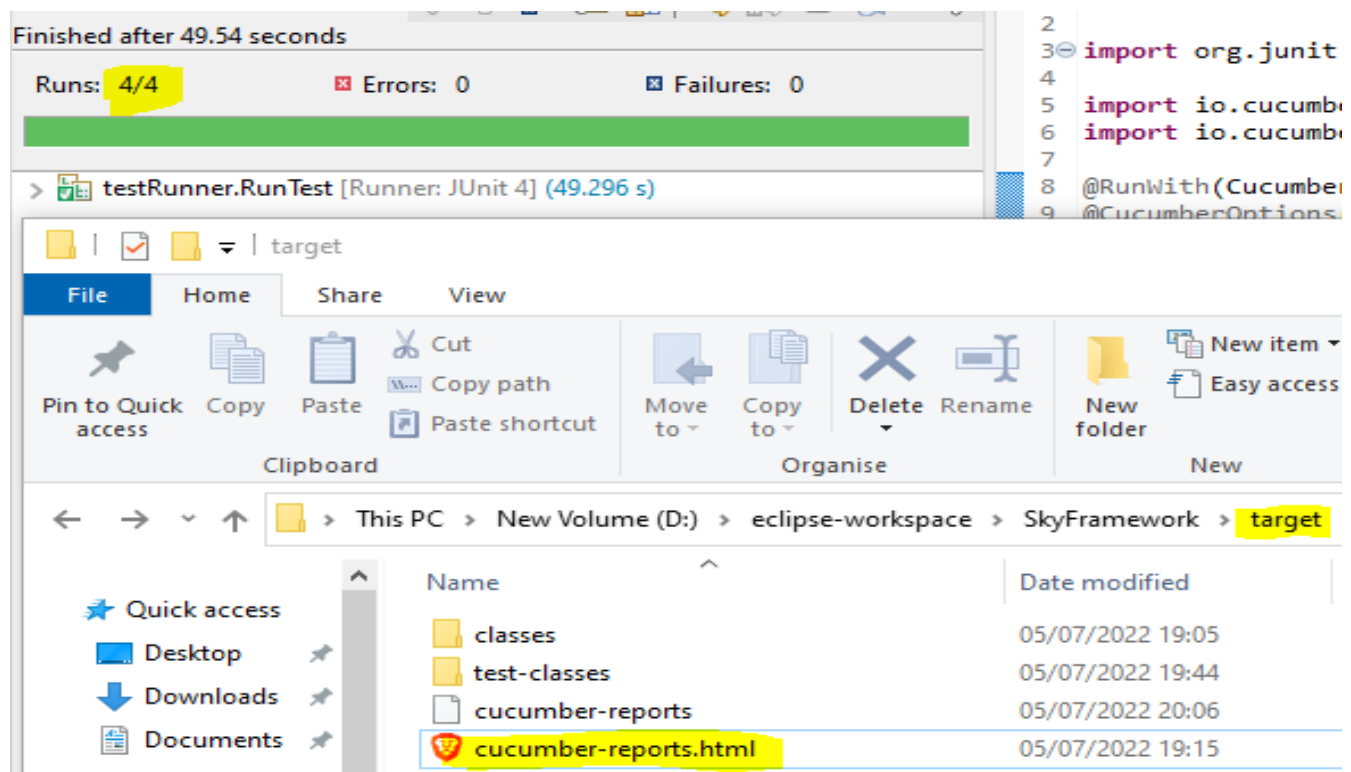 Finished after 49.54 seconds
Runs: 4/4 Errors: 0 Failures: 0
testRunner.RunTest [Runner: JUnit 4] (49.296 s)
2
3 import org.junit
4
5 import io.cucumb
6 import io.cucumb
7
8 @RunWith(Cucumber
9 @CucumberOptions
target
File Home Share View
Pin to Quick access
Copy
Paste
Cut
Copy path
Paste shortcut
Clipboard
Move to
Copy to
Delete
Rename
Organise
New folder
New item
Easy access
New
This PC > New Volume (D:) > eclipse-workspace > SkyFramework > target
Quick access
Desktop
Downloads
Documents
Name Date modified
classes 05/07/2022 19:05
test-classes 05/07/2022 19:44
cucumber-reports 05/07/2022 20:06
cucumber-reports.html 05/07/2022 19:15